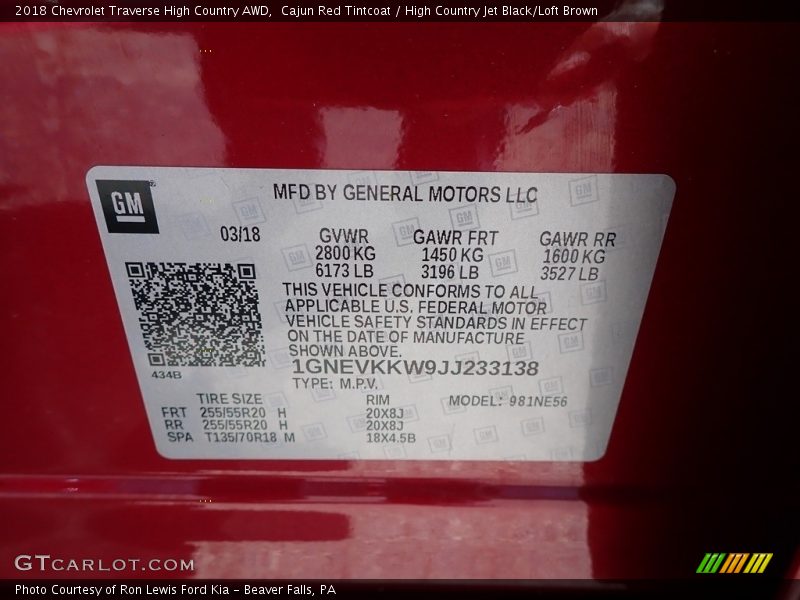 2018 Chevrolet Traverse High Country AWD, Cajun Red Tintcoat / High Country Jet Black/Loft Brown
GM
MFD BY GENERAL MOTORS LLC
03/18
GVWR GAWR FRT GAWR RR
2800 KG 1450 KG 1600 KG
6173 LB 3196 LB 3527 LB
THIS VEHICLE CONFORMS TO ALL
APPLICABLE U.S. FEDERAL MOTOR
VEHICLE SAFETY STANDARDS IN EFFECT
ON THE DATE OF MANUFACTURE
SHOWN ABOVE.
434B
1GNEVKKW9JJ233138
TYPE: M.P.V.
TIRE SIZE RIM MODEL: 981NE56
FRT 255/55R20 H 20X8J
RR 255/55R20 H 20X8J
SPA T135/70R18 M 18X4.5B
GTCARLOT.COM
Photo Courtesy of Ron Lewis Ford Kia - Beaver Falls, PA